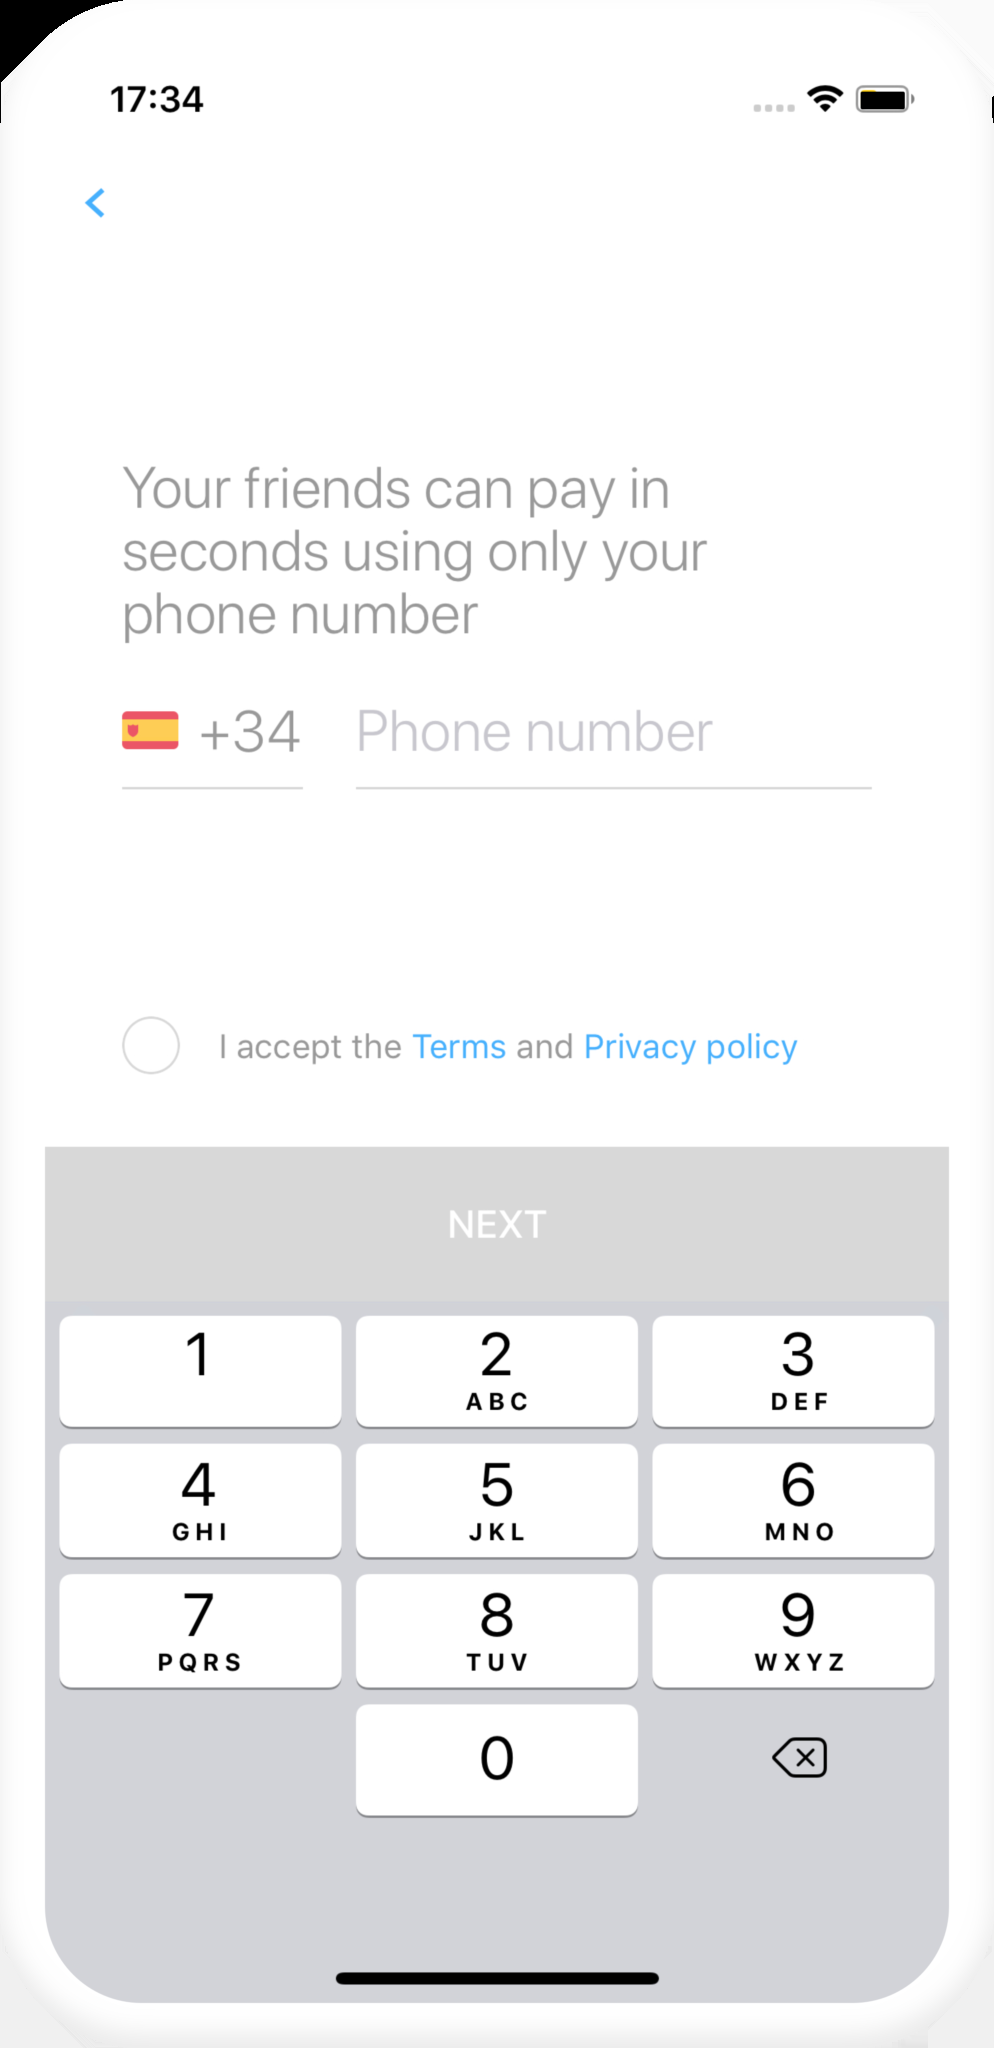 17:34
Your friends can pay in
seconds using only your
phone number
+34 Phone number
I accept the Terms and Privacy policy
NEXT
1 2 3
ABC DEF
4 5 6
GHI JKL MNO
7 8 9
PQRS TUV WXYZ
0